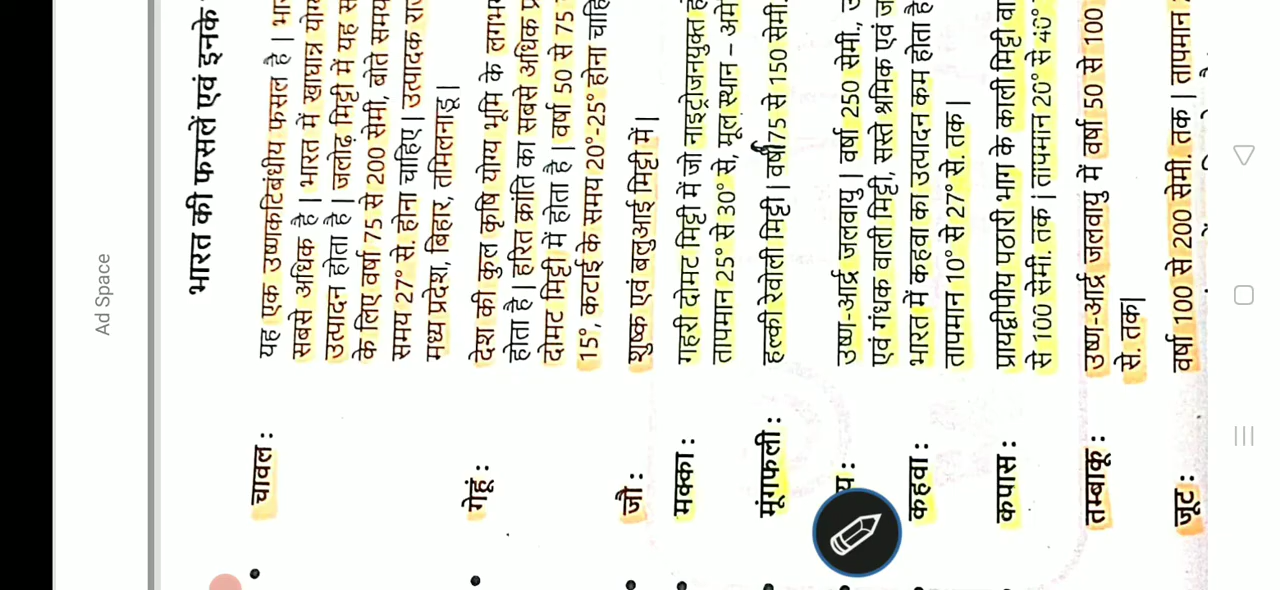 Ad Space
भारत की फसलें एवं इनके
चावल :
यह एक उष्णकटिबंधीय फसल है |
सबसे अधिक है | भारत में खाद्यान्न
उत्पादन होता है | जलोढ़ मिट्टी में यह
के लिए वर्षा 75 से 200 सेमी, बोते समय
समय 27° से. होना चाहिए | उत्पादक
मध्य प्रदेश, बिहार, तमिलनाडू |
गेहूं :
देश की कुल कृषि योग्य भूमि के
होता है | हरित क्रांति का सबसे अधिक
दोमट मिट्टी में होता है | वर्षा 50 से 75
15°, कटाई के समय 20°-25° होना
जौ :
शुष्क एवं बलुआई मिट्टी में |
मक्का :
गहरी दोमट मिट्टी में जो नाइट्रोजनयुक्त
तापमान 25° से 30° से, मूल स्थान –
मूंगफली :
हल्की रेवोली मिट्टी | वर्षा 75 से 150 सेमी.
य :
उष्ण-आर्द्र जलवायु | वर्षा 250 सेमी.,
एवं गंधक वाली मिट्टी, सस्ते श्रमिक एवं
कहवा :
भारत में कहवा का उत्पादन कम होता है
तापमान 10° से 27° से. तक |
कपास :
प्रायद्वीपीय पठारी भाग के काली मिट्टी
से 100 सेमी. तक | तापमान 20° से 40°
तम्बाकू :
उष्ण-आर्द्र जलवायु में वर्षा 50 से 100
से. तक|
जूट :
वर्षा 100 से 200 सेमी. तक | तापमान